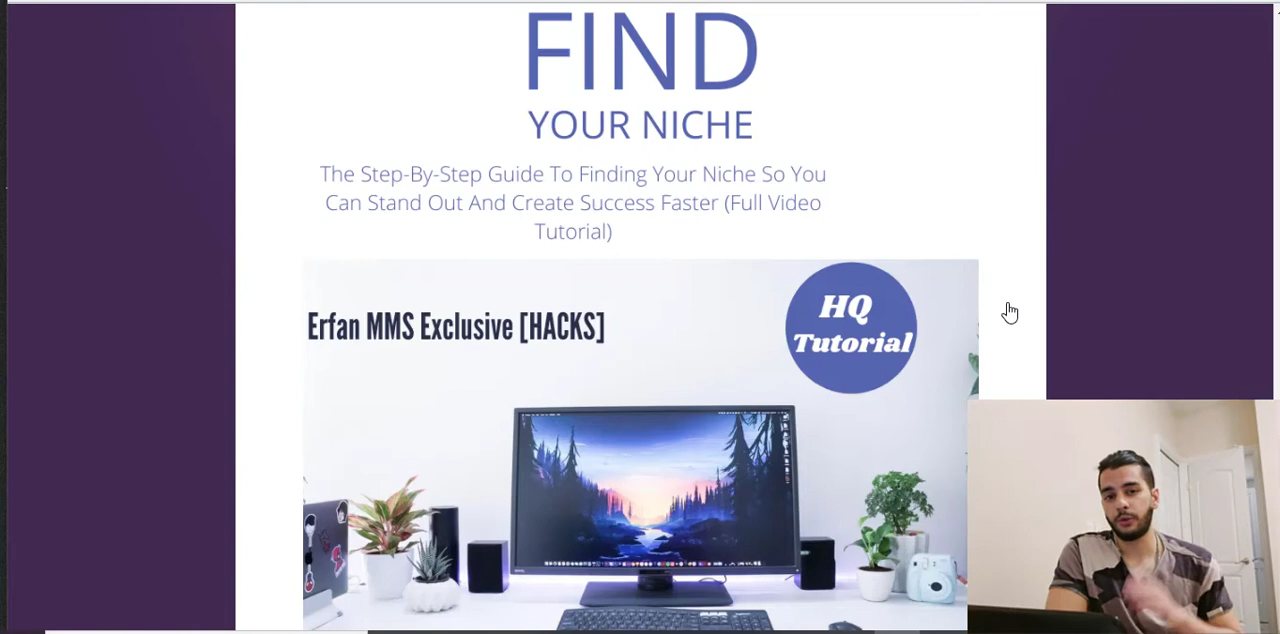 FIND
YOUR NICHE
The Step-By-Step Guide To Finding Your Niche So You
Can Stand Out And Create Success Faster (Full Video
Tutorial)
Erfan MMS Exclusive [HACKS]
HQ
Tutorial